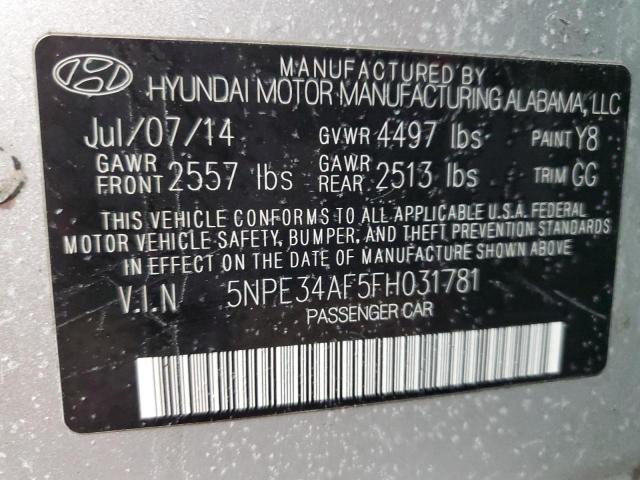 MANUFACTURED BY
HYUNDAI MOTOR MANUFACTURING ALABAMA, LLC
Jul/07/14 GVWR 4497 lbs PAINT Y8
GAWR FRONT 2557 lbs GAWR REAR 2513 lbs TRIM GG
THIS VEHICLE CONFORMS TO ALL APPLICABLE U.S.A. FEDERAL
MOTOR VEHICLE SAFETY, BUMPER, AND THEFT PREVENTION STANDARDS
IN EFFECT ON THE DATE OF MANUFACTURE SHOWN ABOVE.
V.I.N 5NPE34AF5FH031781
PASSENGER CAR